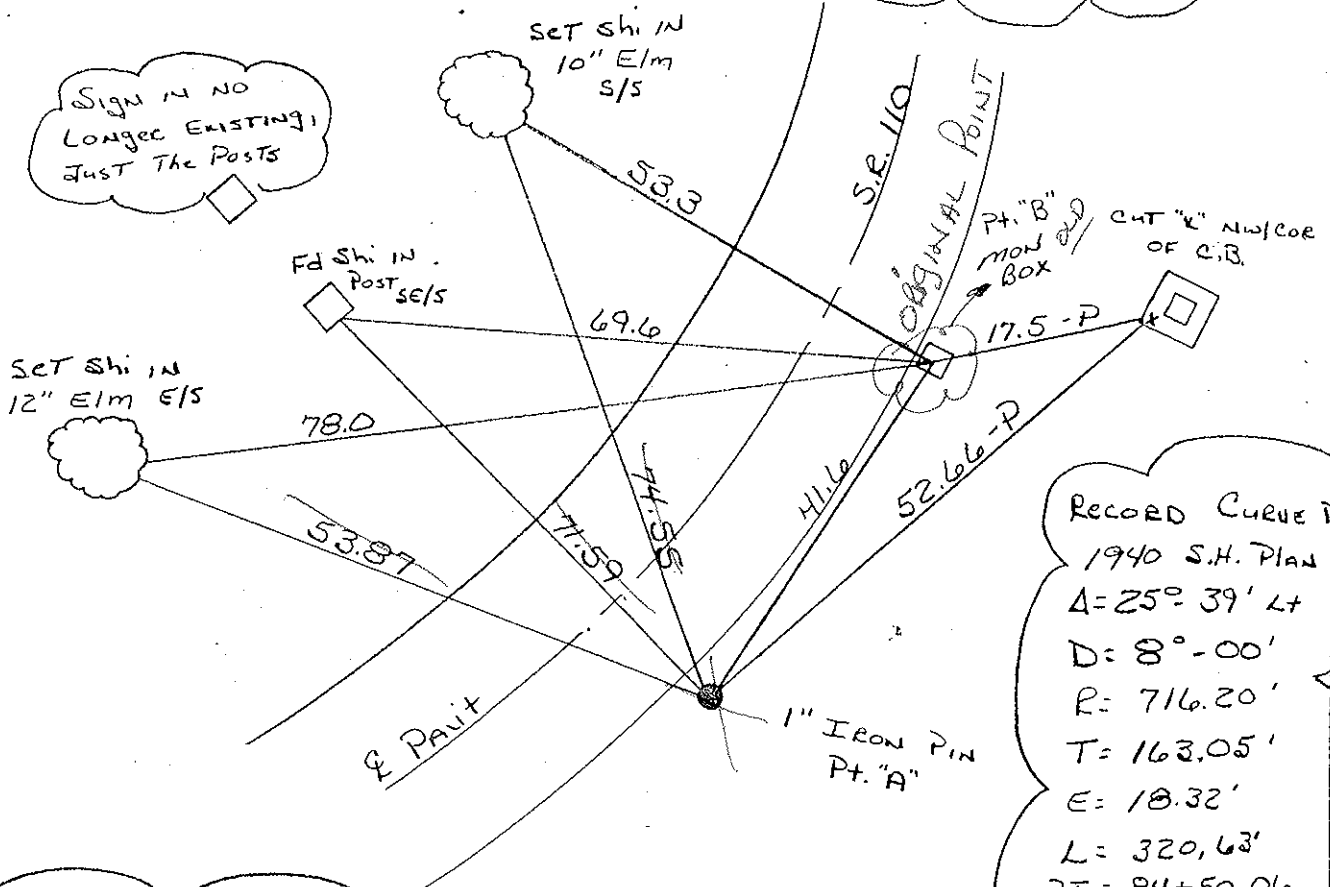 SET Shi IN
10" Elm
S/S
SIGN IN NO
LONGER EXISTING,
JUST THE POSTS
53.3
S.R. 110
ORIGINAL POINT
Pt. "B"
MON
BOX
OLD
CUT "X" NW/COR
OF C.B.
Fd Shi IN
POST SE/S
69.6
17.5-P
SET Shi IN
12" Elm E/S
78.0
53.87
71.59
74.55
41.6
52.66-P
℄ PAV't
1" IRON PIN
Pt. "A"
RECORD CURVE
1940 S.H. PLAN
Δ=25°-39' Lt
D= 8°-00'
R= 716.20'
T= 163.05'
E= 18.32'
L= 320.63'